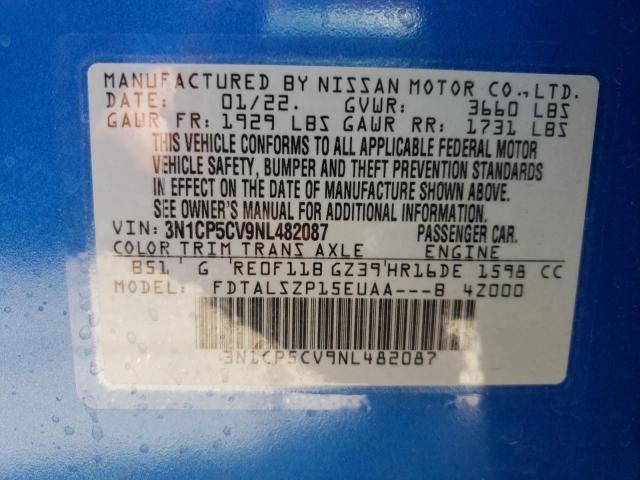 MANUFACTURED BY NISSAN MOTOR CO., LTD.
DATE: 01/22. GVWR: 3660 LBS
GAWR FR: 1929 LBS GAWR RR: 1731 LBS
THIS VEHICLE CONFORMS TO ALL APPLICABLE FEDERAL MOTOR
VEHICLE SAFETY, BUMPER AND THEFT PREVENTION STANDARDS
IN EFFECT ON THE DATE OF MANUFACTURE SHOWN ABOVE.
SEE OWNER'S MANUAL FOR ADDITIONAL INFORMATION.
VIN: 3N1CP5CV9NL482087 PASSENGER CAR.
COLOR TRIM TRANS AXLE ENGINE
B51 G RE0F11B GZ39 HR16DE 1598 CC
MODEL: FDTALSZP15EUAA---B 4Z000
3N1CP5CV9NL482087